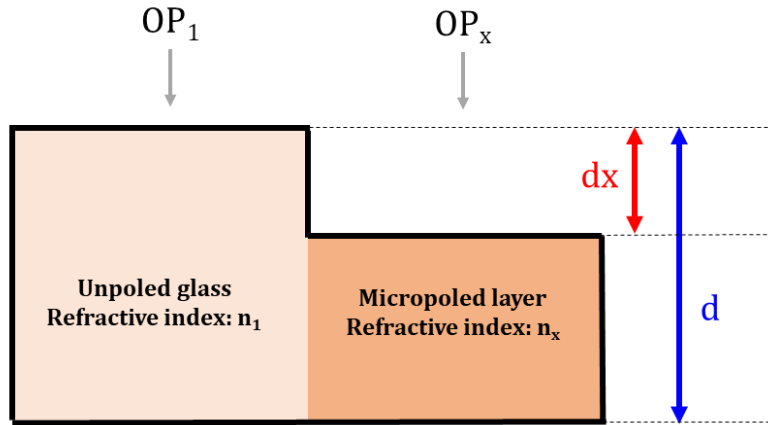 OP₁
OPₓ
dx
d
Unpoled glass
Refractive index: n₁
Micropoled layer
Refractive index: nₓ